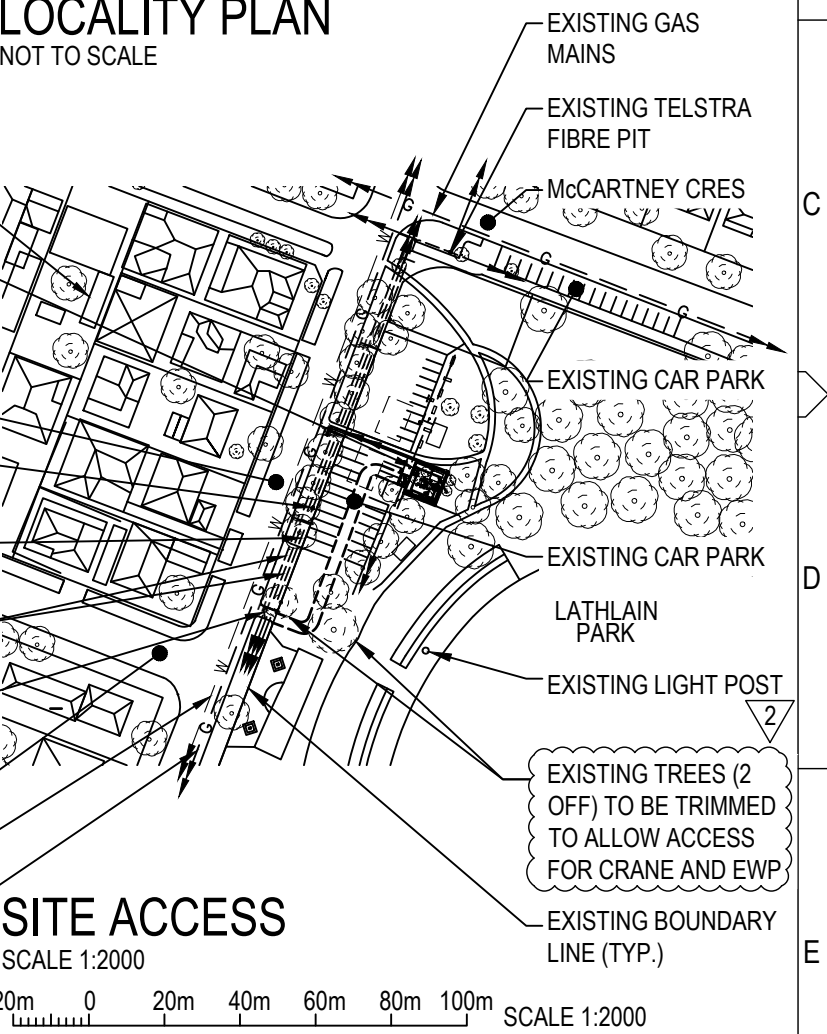 LOCALITY PLAN
NOT TO SCALE
EXISTING GAS
MAINS
EXISTING TELSTRA
FIBRE PIT
McCARTNEY CRES
C
G
G
G
W
G
W
EXISTING CAR PARK
G
EXISTING CAR PARK
D
LATHLAIN
PARK
G
W
G
EXISTING LIGHT POST
2
EXISTING TREES (2
OFF) TO BE TRIMMED
TO ALLOW ACCESS
FOR CRANE AND EWP
EXISTING BOUNDARY
LINE (TYP.)
E
SITE ACCESS
SCALE 1:2000
20m 0 20m 40m 60m 80m 100m SCALE 1:2000